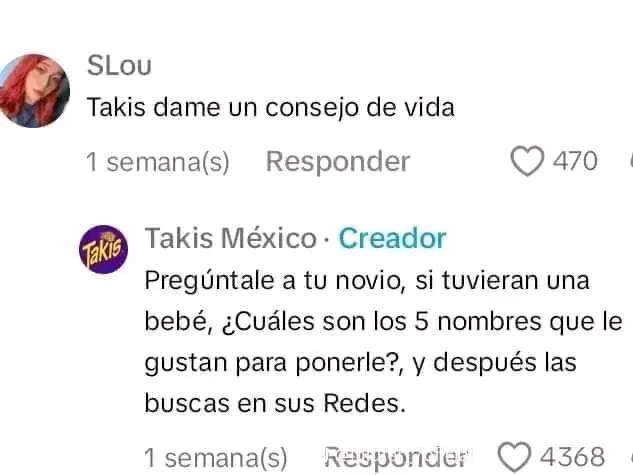 SLou
Takis dame un consejo de vida
1 semana(s) Responder 470
Takis
Takis México · Creador
Pregúntale a tu novio, si tuvieran una
bebé, ¿Cuáles son los 5 nombres que le
gustan para ponerle?, y después las
buscas en sus Redes.
1 semana(s) Responder 4368